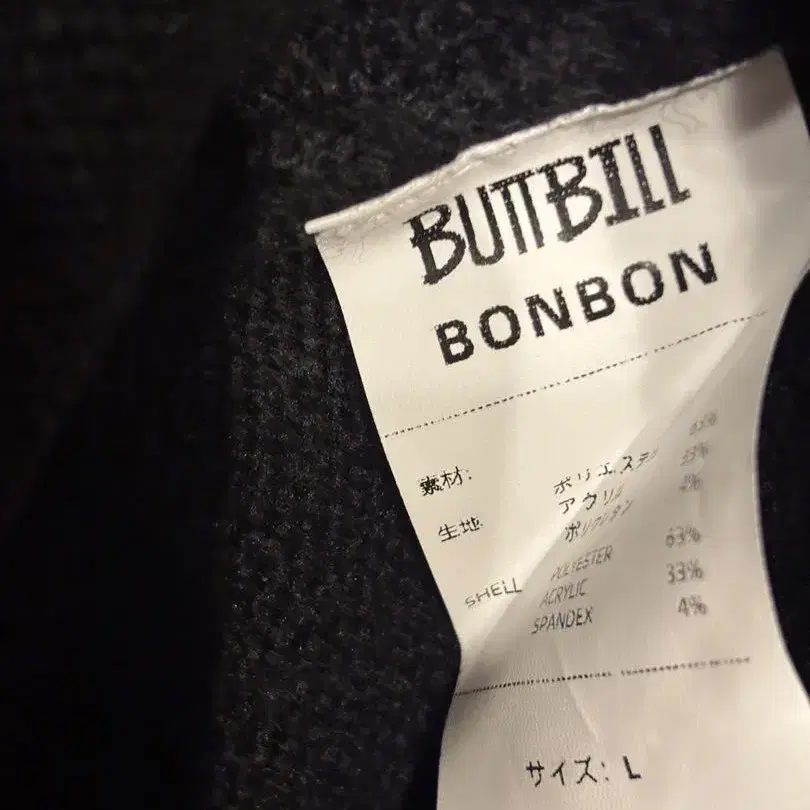 BUTTBILL
BONBON
素材: ポリエステル 63%
アクリル 33%
生地: ポリウレタン 4%
SHELL POLYESTER 63%
ACRYLIC 33%
SPANDEX 4%
サイズ: L